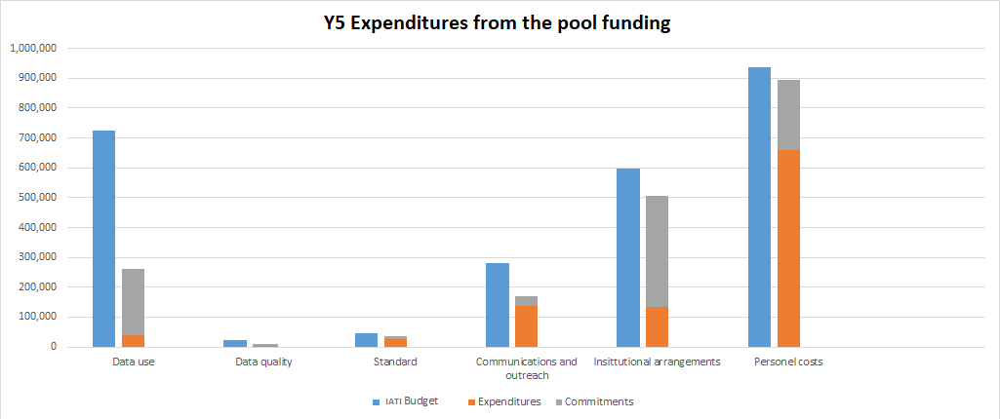 Y5 Expenditures from the pool funding
1,000,000
900,000
800,000
700,000
600,000
500,000
400,000
300,000
200,000
100,000
0
Data use
Data quality
Standard
Communications and
outreach
Insittutional arrangements
Personel costs
IATI Budget
Expenditures
Commitments